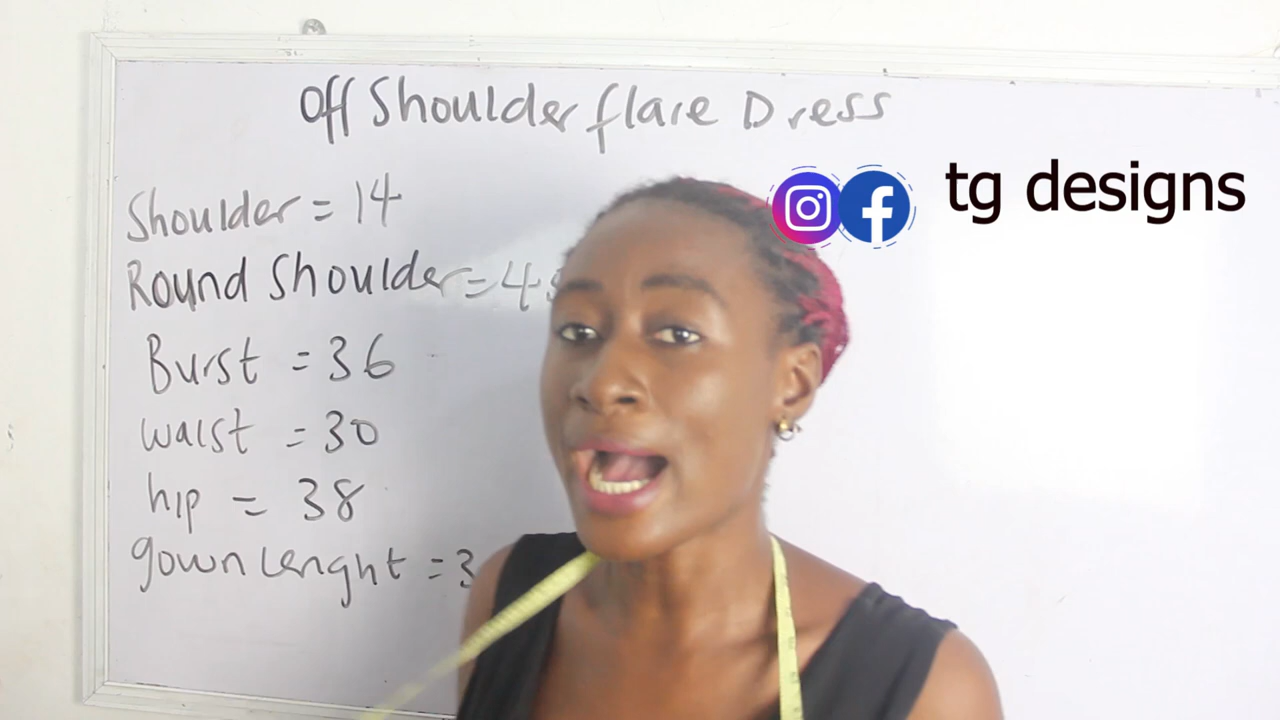 Off Shoulder flare Dress
tg designs
Shoulder = 14
Round Shoulder = 4
Burst = 36
waist = 30
hip = 38
gown Lenght = 3